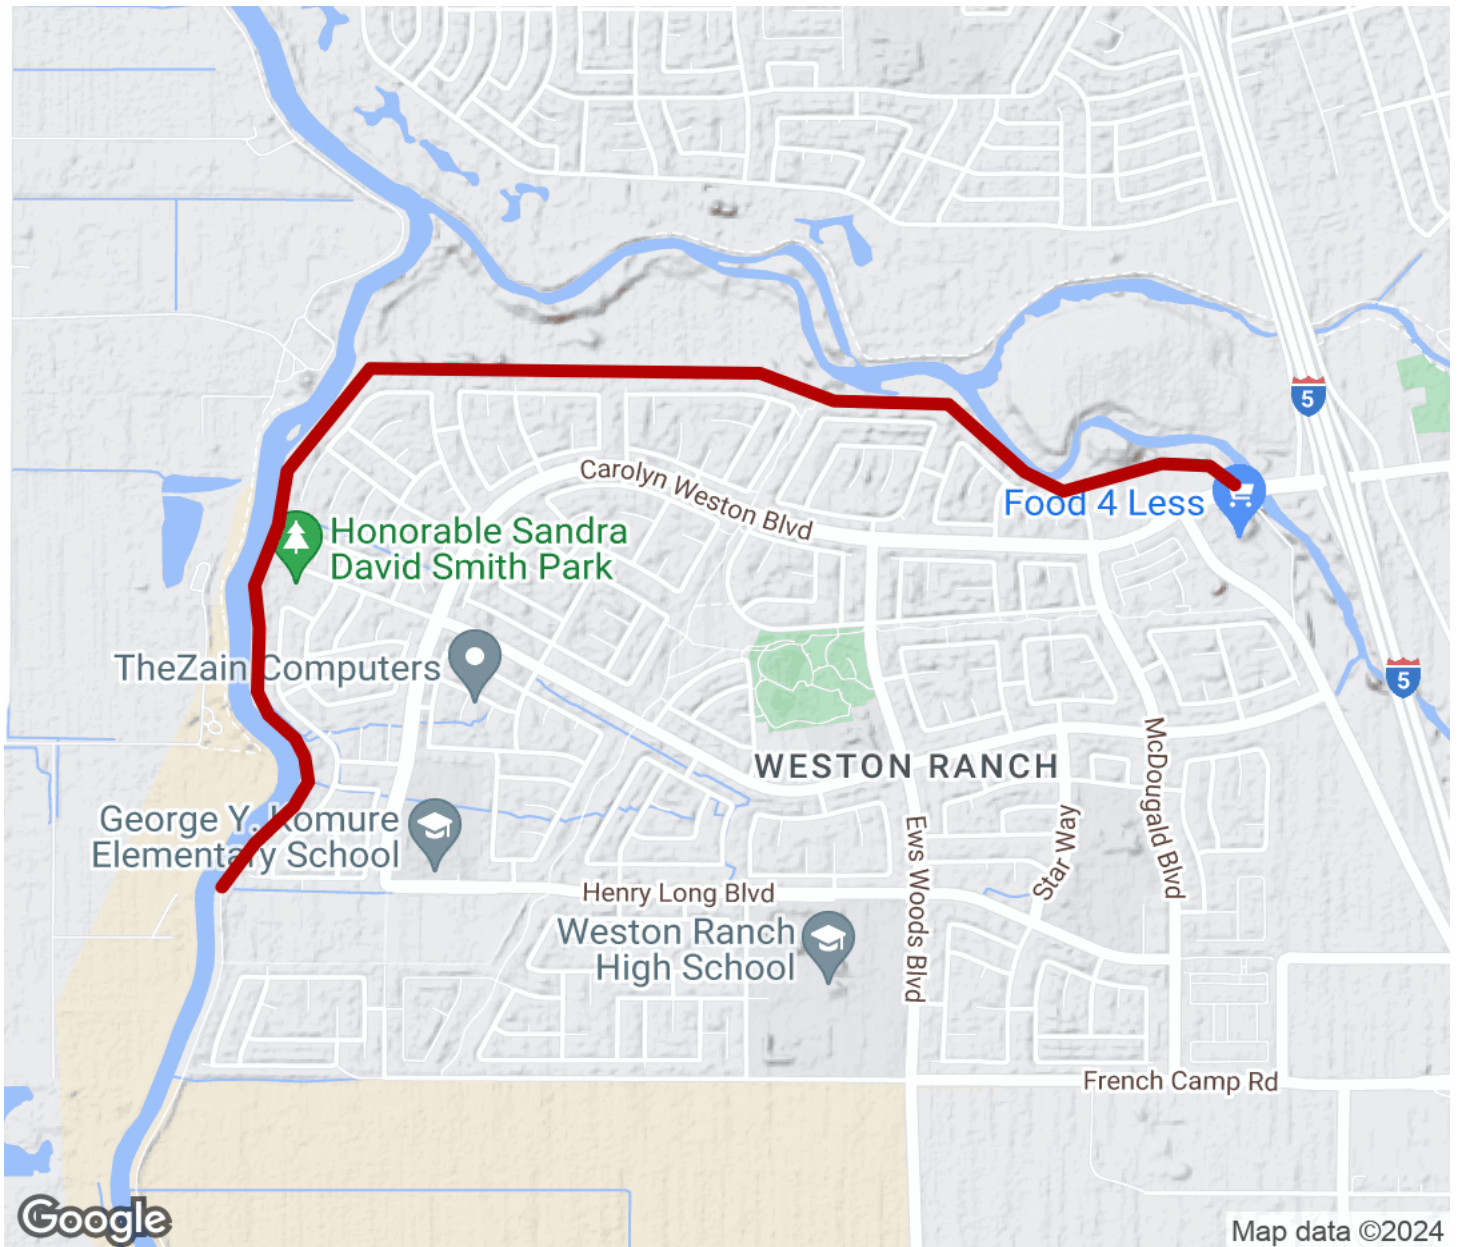 5
Carolyn Weston Blvd
Food 4 Less
Honorable Sandra
David Smith Park
TheZain Computers
5
WESTON RANCH
McDougald Blvd
George Y. Komure
Elementary School
Ews Woods Blvd
Star Way
Henry Long Blvd
Weston Ranch
High School
French Camp Rd
Google
Map data ©2024